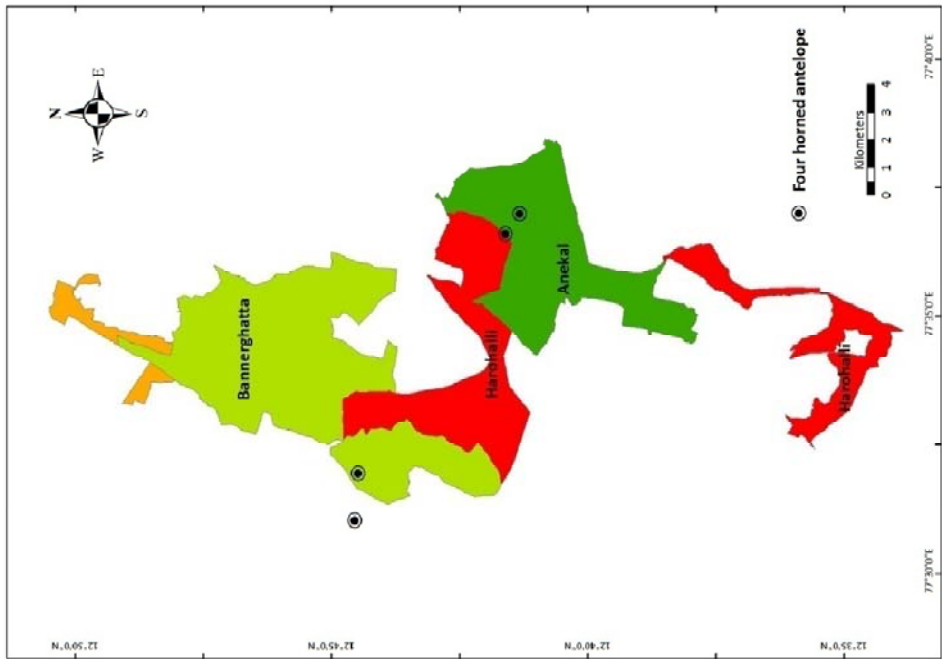 N
W E
S
Bannerghatta
Harohalli
Anekal
Harohalli
Four horned antelope
Kilometers
0 1 2 3 4
77°40'0"E
77°35'0"E
77°30'0"E
12°50'0"N
12°45'0"N
12°40'0"N
12°35'0"N